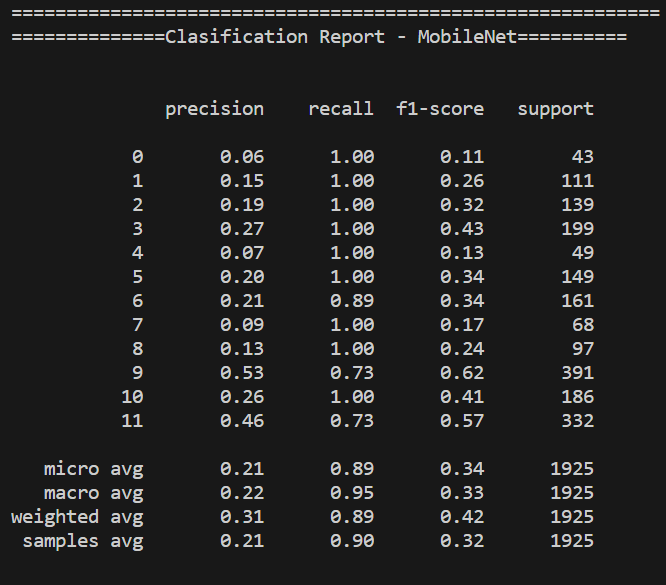 ===========================================================
==============Clasification Report - MobileNet==========
precision recall f1-score support
0 0.06 1.00 0.11 43
1 0.15 1.00 0.26 111
2 0.19 1.00 0.32 139
3 0.27 1.00 0.43 199
4 0.07 1.00 0.13 49
5 0.20 1.00 0.34 149
6 0.21 0.89 0.34 161
7 0.09 1.00 0.17 68
8 0.13 1.00 0.24 97
9 0.53 0.73 0.62 391
10 0.26 1.00 0.41 186
11 0.46 0.73 0.57 332
micro avg 0.21 0.89 0.34 1925
macro avg 0.22 0.95 0.33 1925
weighted avg 0.31 0.89 0.42 1925
samples avg 0.21 0.90 0.32 1925